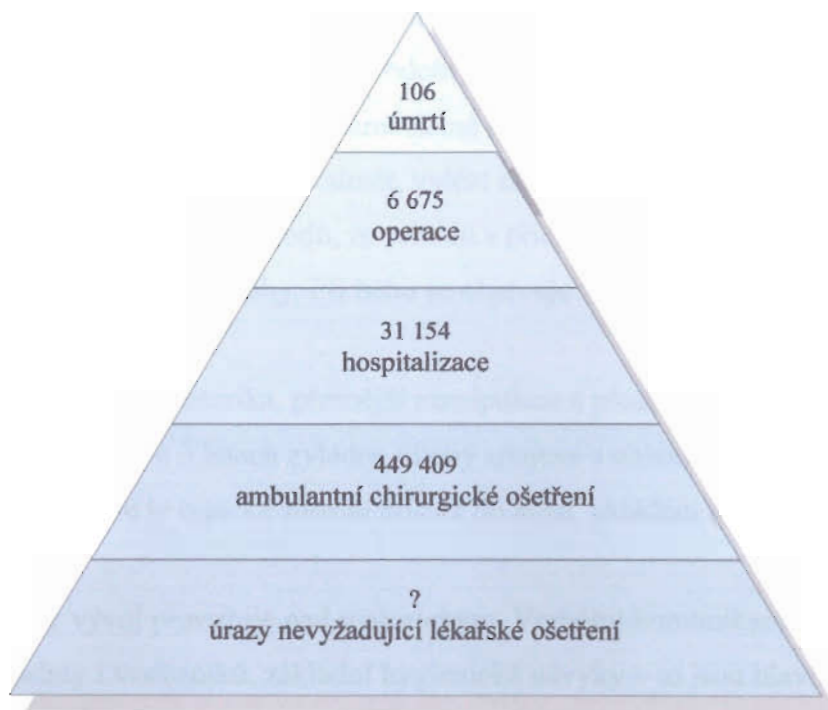 106
úmrtí
6 675
operace
31 154
hospitalizace
449 409
ambulantní chirurgické ošetření
?
úrazy nevyžadující lékařské ošetření